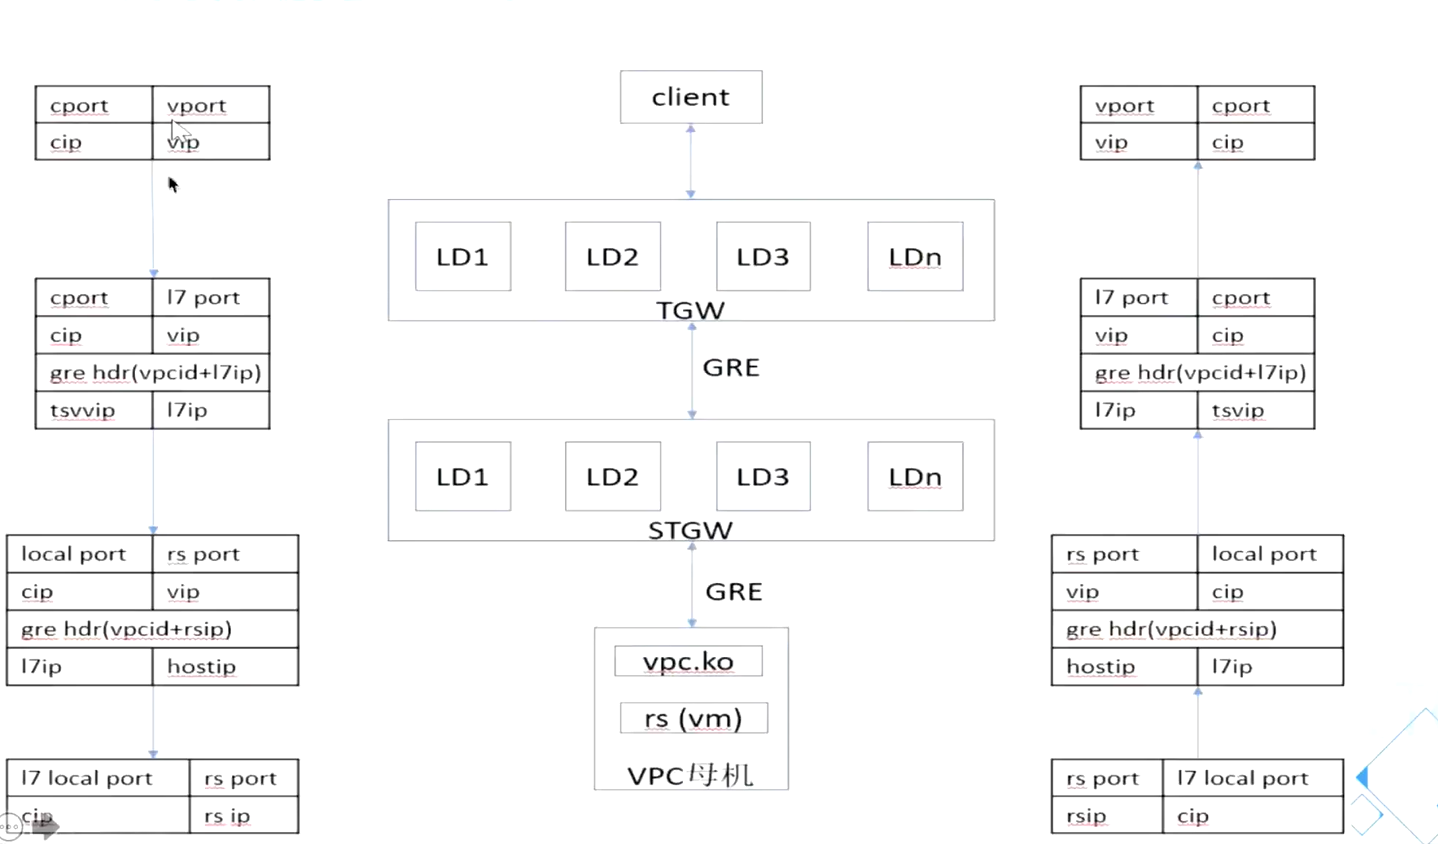 cport vport
cip vip
cport l7 port
cip vip
gre hdr(vpcid+l7ip)
tsvvip l7ip
local port rs port
cip vip
gre hdr(vpcid+rsip)
l7ip hostip
l7 local port rs port
cip rs ip
client
LD1 LD2 LD3 LDn
TGW
GRE
LD1 LD2 LD3 LDn
STGW
GRE
vpc.ko
rs (vm)
VPC母机
vport cport
vip cip
l7 port cport
vip cip
gre hdr(vpcid+l7ip)
l7ip tsvip
rs port local port
vip cip
gre hdr(vpcid+rsip)
hostip l7ip
rs port l7 local port
rsip cip